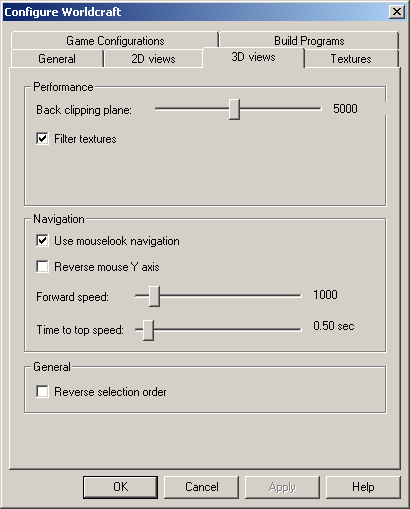 Configure Worldcraft
Game Configurations Build Programs
General 2D views 3D views Textures
Performance
Back clipping plane: 5000
Filter textures
Navigation
Use mouselook navigation
Reverse mouse Y axis
Forward speed: 1000
Time to top speed: 0.50 sec
General
Reverse selection order
OK Cancel Apply Help